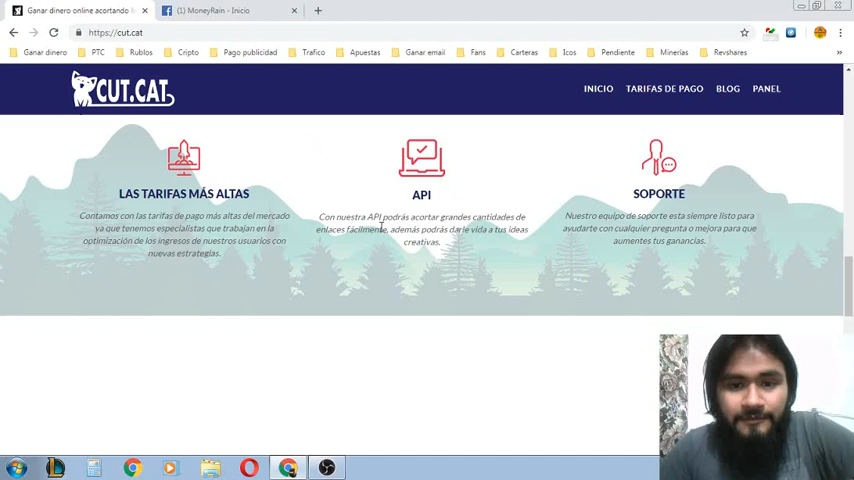 Ganar dinero online acortando l
(1) MoneyRain - Inicio
https://cut.cat
Ganar dinero
PTC
Rublos
Cripto
Pago publicidad
Trafico
Apuestas
Ganar email
Fans
Carteras
Icos
Pendiente
Minerías
Revshares
CUT.CAT
INICIO
TARIFAS DE PAGO
BLOG
PANEL
LAS TARIFAS MÁS ALTAS
Contamos con las tarifas de pago más altas del mercado
ya que tenemos especialistas que trabajan en la
optimización de los ingresos de nuestros usuarios con
nuevas estrategias.
API
Con nuestra API podrás acortar grandes cantidades de
enlaces fácilmente, además podrás darle vida a tus ideas
creativas.
SOPORTE
Nuestro equipo de soporte esta siempre listo para
ayudarte con cualquier pregunta o mejora para que
aumentes tus ganancias.